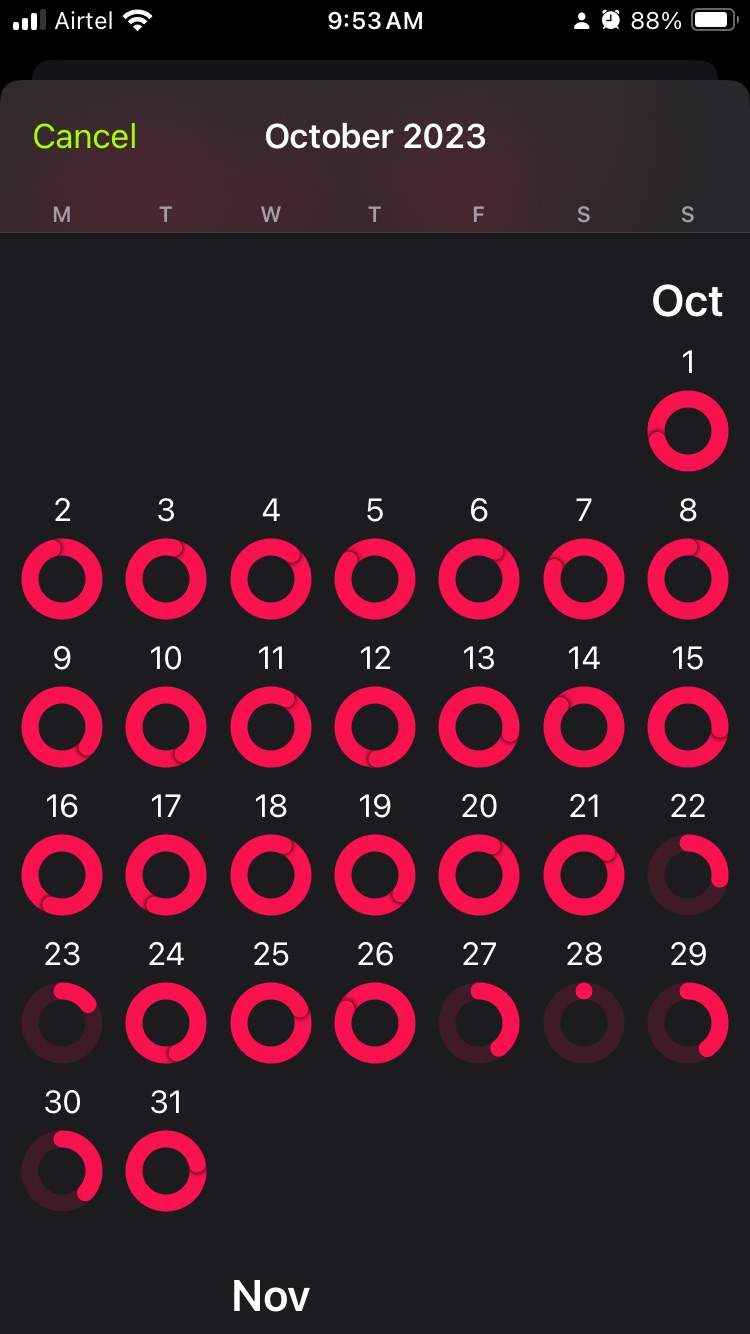 Airtel 9:53 AM 88%
Cancel October 2023
M T W T F S S
Oct
1
2 3 4 5 6 7 8
9 10 11 12 13 14 15
16 17 18 19 20 21 22
23 24 25 26 27 28 29
30 31
Nov